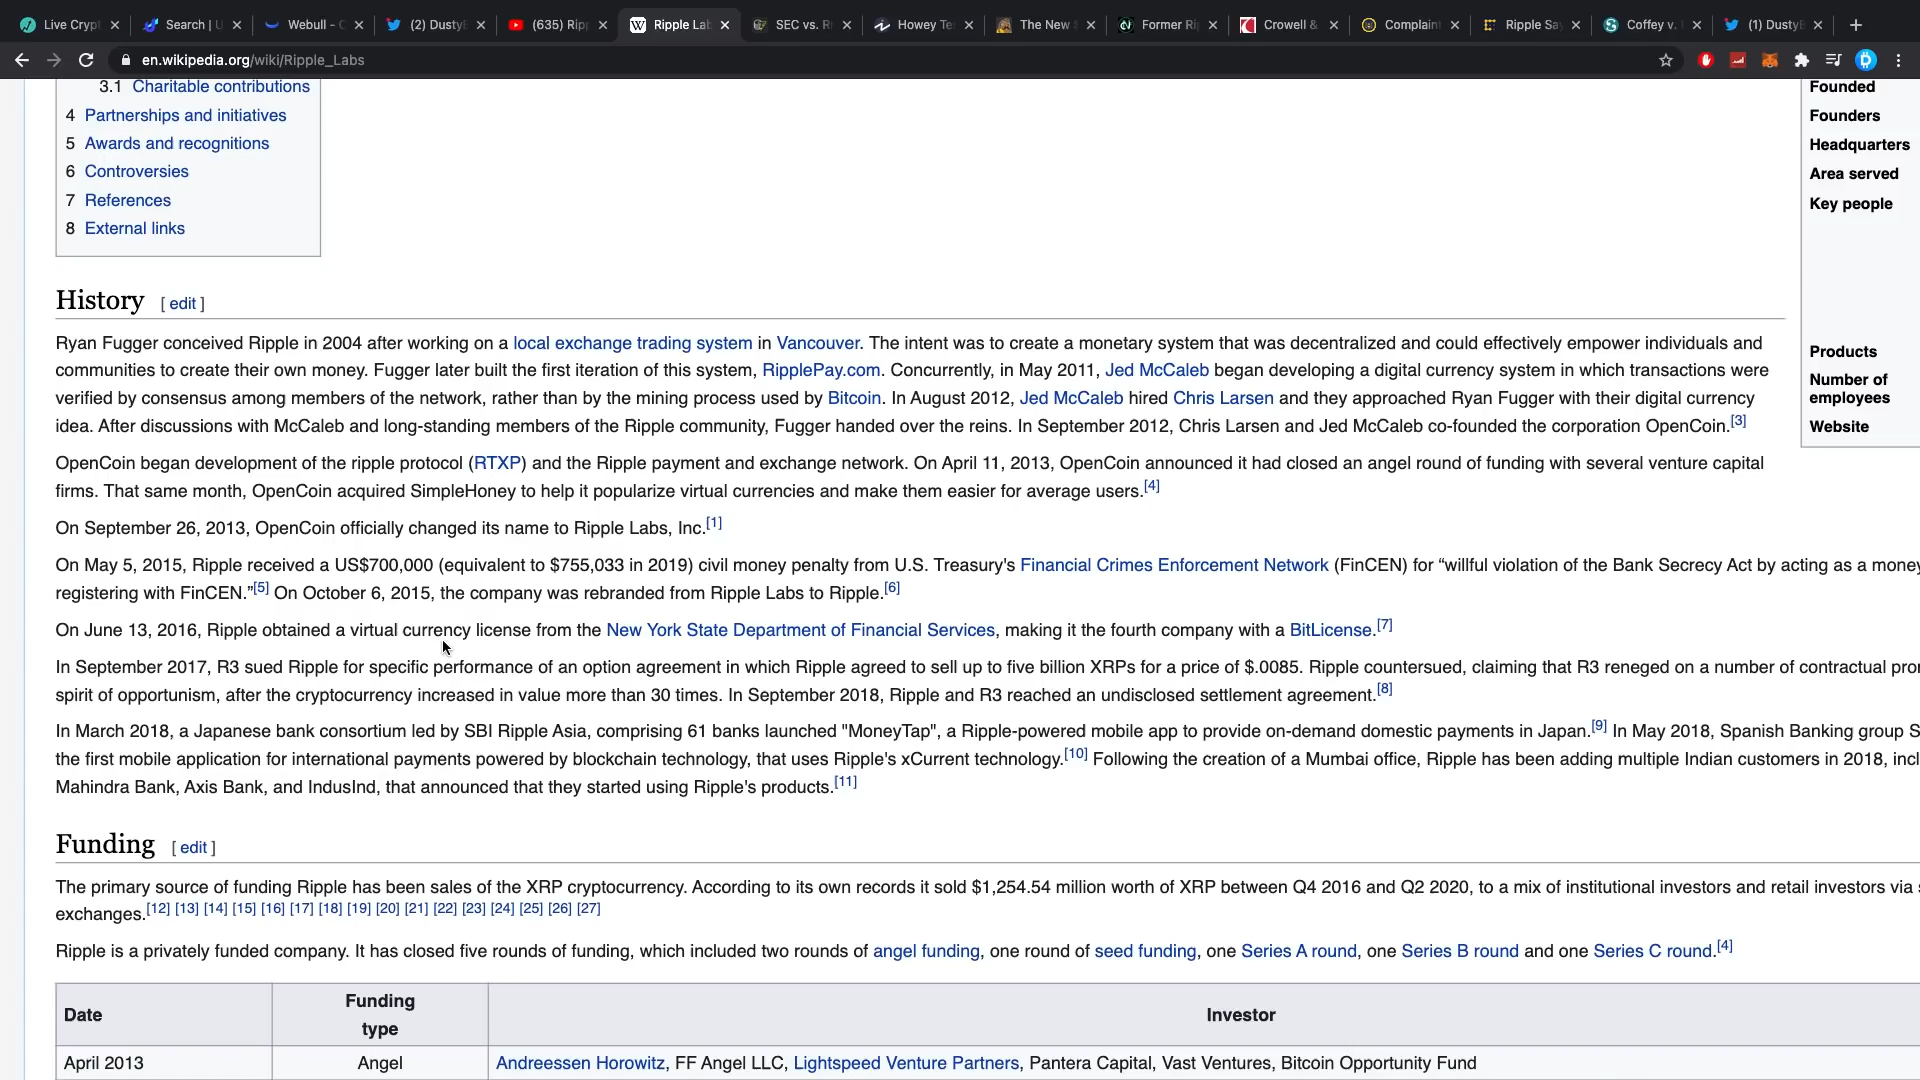 Live Crypt
Search | U
Webull - C
(2) DustyB
(635) Ripp
Ripple Lab
SEC vs. R
Howey Te
The New
Former Ri
Crowell &
Complain
Ripple Say
Coffey v.
(1) DustyB
en.wikipedia.org/wiki/Ripple_Labs
3.1 Charitable contributions
4 Partnerships and initiatives
5 Awards and recognitions
6 Controversies
7 References
8 External links
Founded
Founders
Headquarters
Area served
Key people
Products
Number of
employees
Website
History [ edit ]
Ryan Fugger conceived Ripple in 2004 after working on a local exchange trading system in Vancouver. The intent was to create a monetary system that was decentralized and could effectively empower individuals and
communities to create their own money. Fugger later built the first iteration of this system, RipplePay.com. Concurrently, in May 2011, Jed McCaleb began developing a digital currency system in which transactions were
verified by consensus among members of the network, rather than by the mining process used by Bitcoin. In August 2012, Jed McCaleb hired Chris Larsen and they approached Ryan Fugger with their digital currency
idea. After discussions with McCaleb and long-standing members of the Ripple community, Fugger handed over the reins. In September 2012, Chris Larsen and Jed McCaleb co-founded the corporation OpenCoin.[3]
OpenCoin began development of the ripple protocol (RTXP) and the Ripple payment and exchange network. On April 11, 2013, OpenCoin announced it had closed an angel round of funding with several venture capital
firms. That same month, OpenCoin acquired SimpleHoney to help it popularize virtual currencies and make them easier for average users.[4]
On September 26, 2013, OpenCoin officially changed its name to Ripple Labs, Inc.[1]
On May 5, 2015, Ripple received a US$700,000 (equivalent to $755,033 in 2019) civil money penalty from U.S. Treasury's Financial Crimes Enforcement Network (FinCEN) for “willful violation of the Bank Secrecy Act by acting as a money
registering with FinCEN.”[5] On October 6, 2015, the company was rebranded from Ripple Labs to Ripple.[6]
On June 13, 2016, Ripple obtained a virtual currency license from the New York State Department of Financial Services, making it the fourth company with a BitLicense.[7]
In September 2017, R3 sued Ripple for specific performance of an option agreement in which Ripple agreed to sell up to five billion XRPs for a price of $.0085. Ripple countersued, claiming that R3 reneged on a number of contractual pro
spirit of opportunism, after the cryptocurrency increased in value more than 30 times. In September 2018, Ripple and R3 reached an undisclosed settlement agreement.[8]
In March 2018, a Japanese bank consortium led by SBI Ripple Asia, comprising 61 banks launched "MoneyTap", a Ripple-powered mobile app to provide on-demand domestic payments in Japan.[9] In May 2018, Spanish Banking group S
the first mobile application for international payments powered by blockchain technology, that uses Ripple's xCurrent technology.[10] Following the creation of a Mumbai office, Ripple has been adding multiple Indian customers in 2018, incl
Mahindra Bank, Axis Bank, and IndusInd, that announced that they started using Ripple's products.[11]
Funding [ edit ]
The primary source of funding Ripple has been sales of the XRP cryptocurrency. According to its own records it sold $1,254.54 million worth of XRP between Q4 2016 and Q2 2020, to a mix of institutional investors and retail investors via
exchanges.[12] [13] [14] [15] [16] [17] [18] [19] [20] [21] [22] [23] [24] [25] [26] [27]
Ripple is a privately funded company. It has closed five rounds of funding, which included two rounds of angel funding, one round of seed funding, one Series A round, one Series B round and one Series C round.[4]
Date
Funding
type
Investor
April 2013 Angel Andreessen Horowitz, FF Angel LLC, Lightspeed Venture Partners, Pantera Capital, Vast Ventures, Bitcoin Opportunity Fund